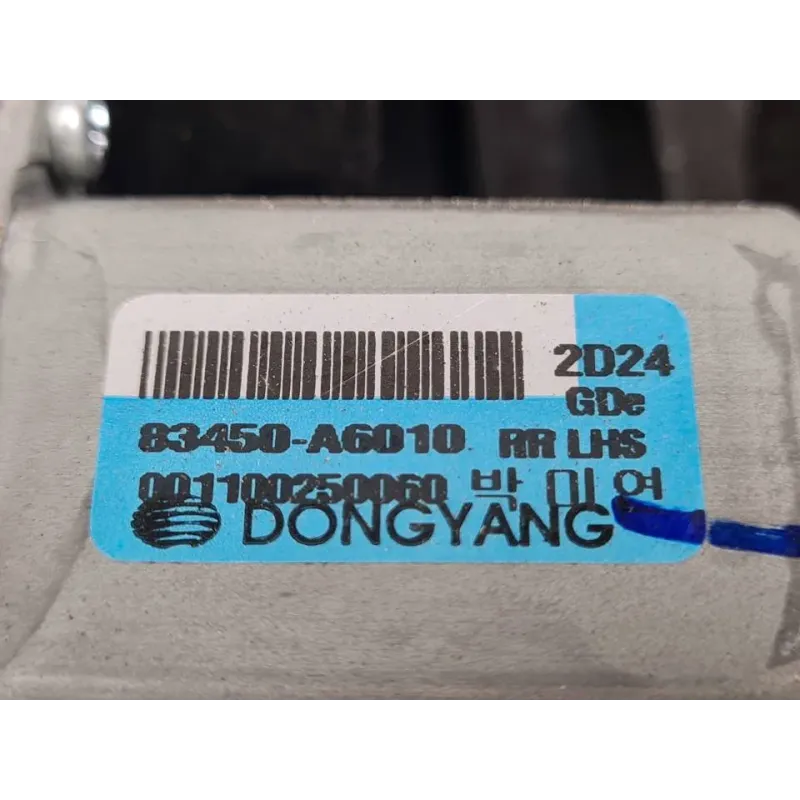 2D24
GDe
83450-A6010 RR LHS
001100250060 박미여
DONGYANG